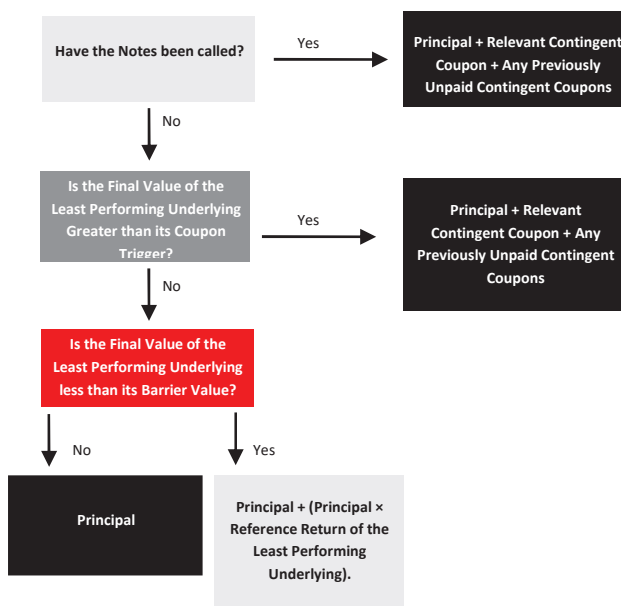 Have the Notes been called?
Yes
Principal + Relevant Contingent
Coupon + Any Previously
Unpaid Contingent Coupons
No
Is the Final Value of the
Least Performing Underlying
Greater than its Coupon
Trigger?
Yes
Principal + Relevant
Contingent Coupon + Any
Previously Unpaid Contingent
Coupons
No
Is the Final Value of the
Least Performing Underlying
less than its Barrier Value?
No
Yes
Principal
Principal + (Principal ×
Reference Return of the
Least Performing
Underlying).